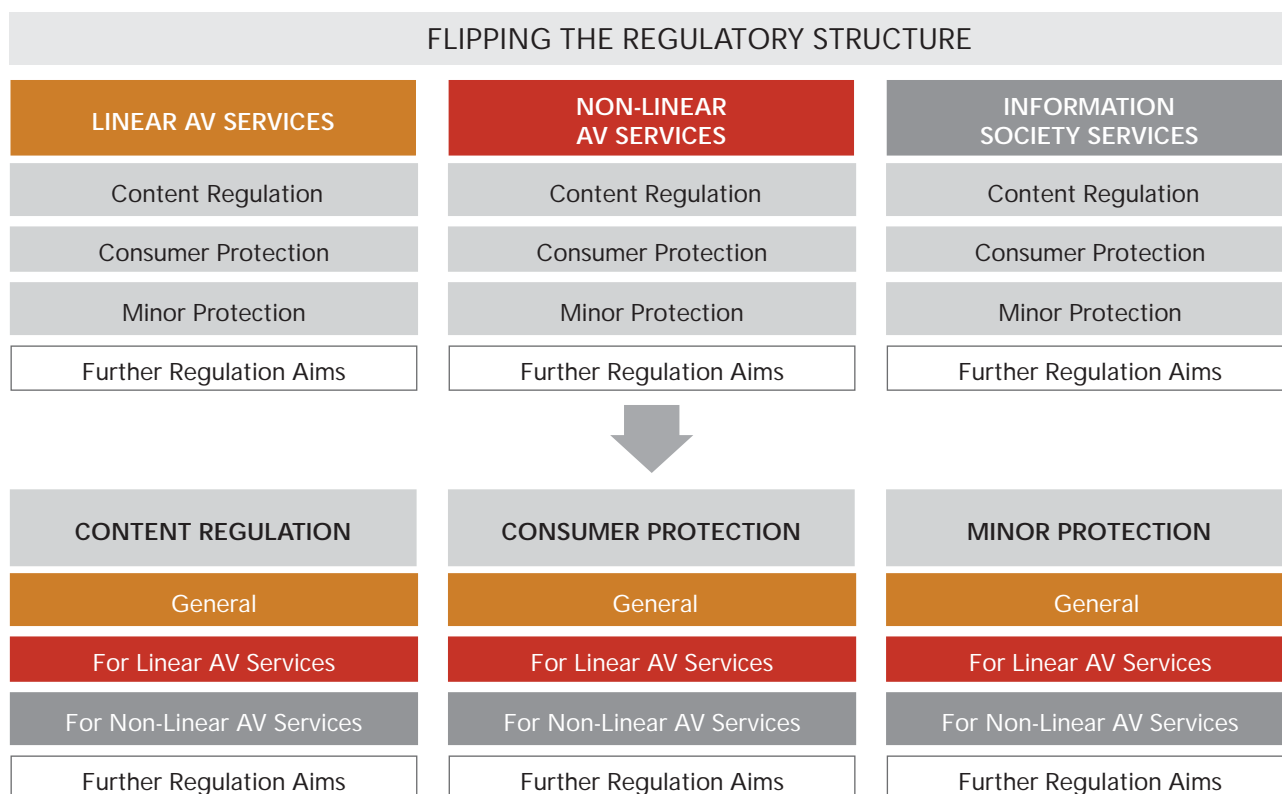 FLIPPING THE REGULATORY STRUCTURE
LINEAR AV SERVICES
NON-LINEAR
AV SERVICES
INFORMATION
SOCIETY SERVICES
Content Regulation
Content Regulation
Content Regulation
Consumer Protection
Consumer Protection
Consumer Protection
Minor Protection
Minor Protection
Minor Protection
Further Regulation Aims
Further Regulation Aims
Further Regulation Aims
CONTENT REGULATION
CONSUMER PROTECTION
MINOR PROTECTION
General
General
General
For Linear AV Services
For Linear AV Services
For Linear AV Services
For Non-Linear AV Services
For Non-Linear AV Services
For Non-Linear AV Services
Further Regulation Aims
Further Regulation Aims
Further Regulation Aims